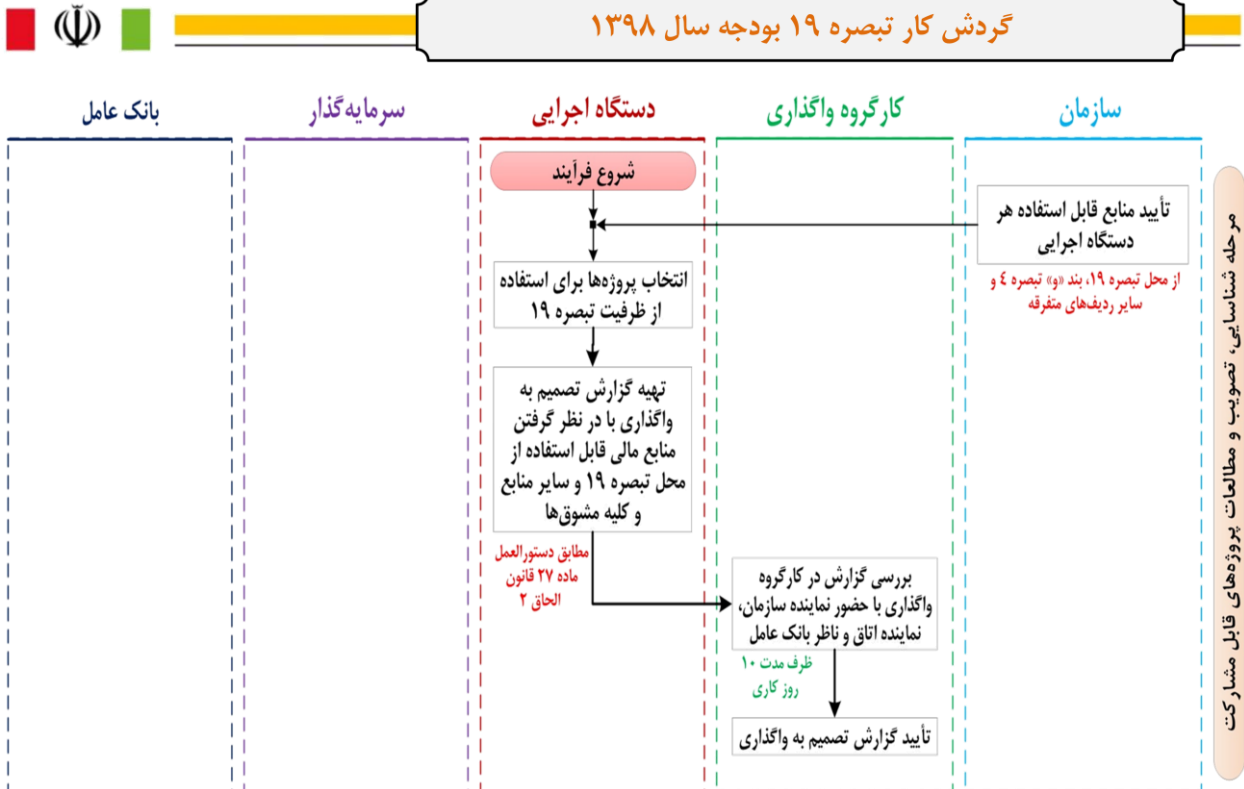 گردش کار تبصره ۱۹ بودجه سال ۱۳۹۸
سازمان
کارگروه واگذاری
دستگاه اجرایی
سرمایه‌گذار
بانک عامل
مرحله شناسایی، تصویب و مطالعات پروژه‌های قابل مشارکت
شروع فرآیند
تأیید منابع قابل استفاده هر
دستگاه اجرایی
از محل تبصره ۱۹، بند «و» تبصره ٤ و
سایر ردیف‌های متفرقه
انتخاب پروژه‌ها برای استفاده
از ظرفیت تبصره ۱۹
تهیه گزارش تصمیم به
واگذاری با در نظر گرفتن
منابع مالی قابل استفاده از
محل تبصره ۱۹ و سایر منابع
و کلیه مشوق‌ها
مطابق دستورالعمل
ماده ۲۷ قانون
الحاق ۲
بررسی گزارش در کارگروه
واگذاری با حضور نماینده سازمان،
نماینده اتاق و ناظر بانک عامل
ظرف مدت ۱۰
روز کاری
تأیید گزارش تصمیم به واگذاری